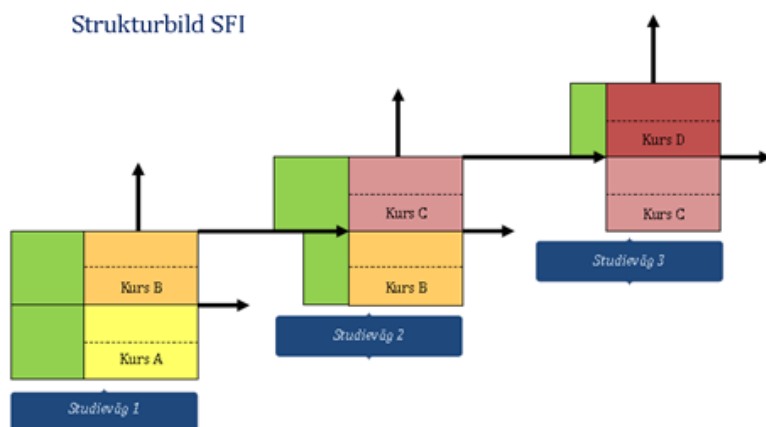 Strukturbild SFI
Kurs B
Kurs A
Studieväg 1
Kurs C
Kurs B
Studieväg 2
Kurs D
Kurs C
Studieväg 3